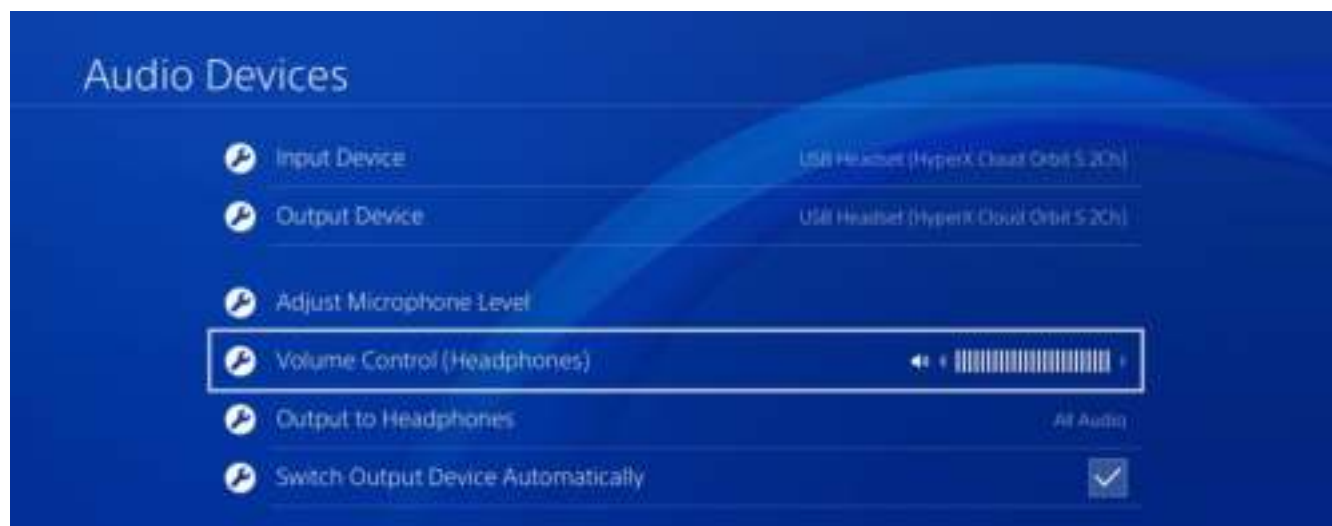 Audio Devices
Input Device USB Headset (HyperX Cloud Orbit S 2Ch)
Output Device USB Headset (HyperX Cloud Orbit S 2Ch)
Adjust Microphone Level
Volume Control (Headphones)
Output to Headphones All Audio
Switch Output Device Automatically